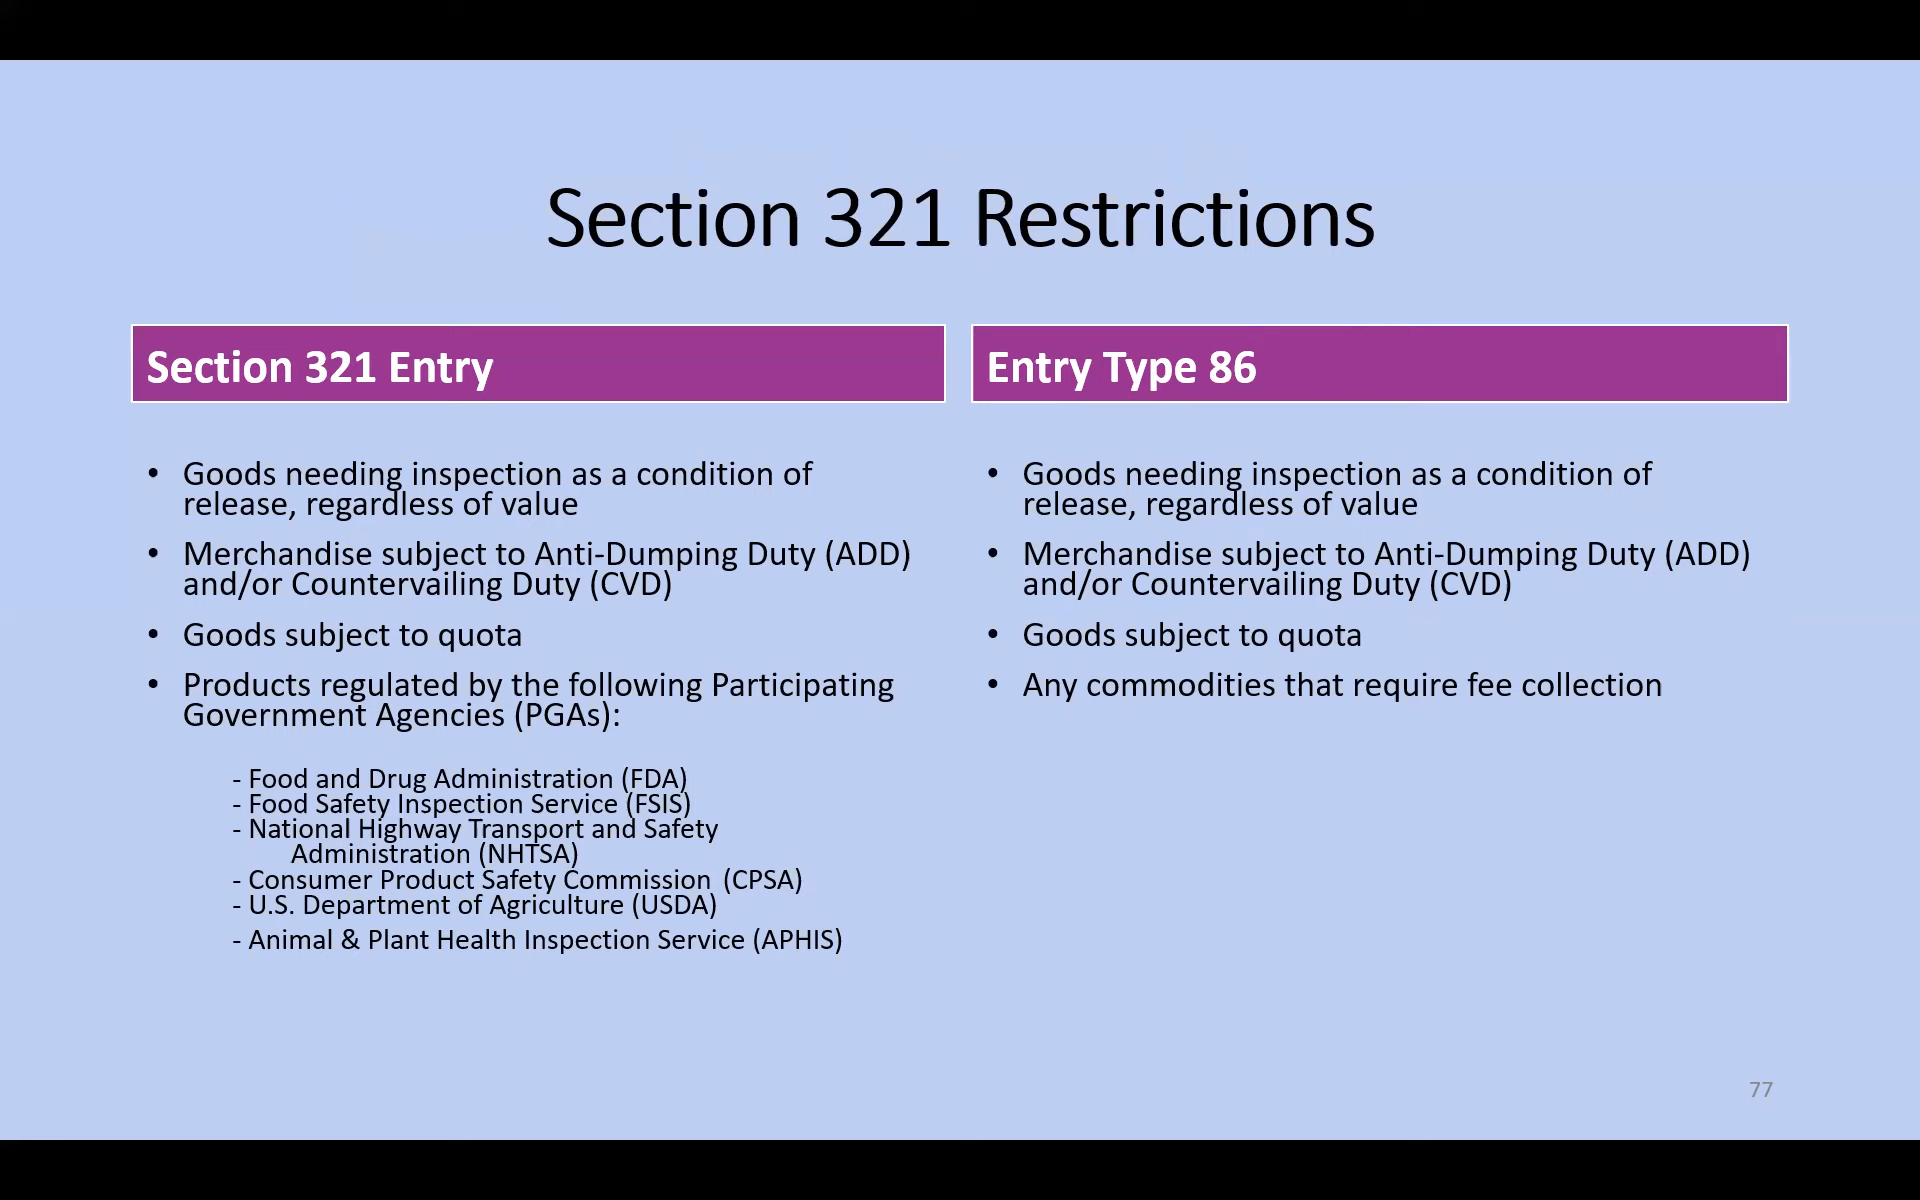 Section 321 Restrictions
Section 321 Entry
• Goods needing inspection as a condition of
release, regardless of value
• Merchandise subject to Anti-Dumping Duty (ADD)
and/or Countervailing Duty (CVD)
• Goods subject to quota
• Products regulated by the following Participating
Government Agencies (PGAs):
- Food and Drug Administration (FDA)
- Food Safety Inspection Service (FSIS)
- National Highway Transport and Safety
Administration (NHTSA)
- Consumer Product Safety Commission (CPSA)
- U.S. Department of Agriculture (USDA)
- Animal & Plant Health Inspection Service (APHIS)
Entry Type 86
• Goods needing inspection as a condition of
release, regardless of value
• Merchandise subject to Anti-Dumping Duty (ADD)
and/or Countervailing Duty (CVD)
• Goods subject to quota
• Any commodities that require fee collection
77